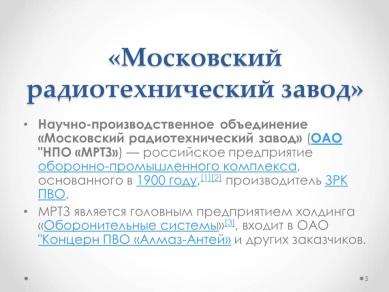 «Московский
радиотехнический завод»
• Научно-производственное объединение
«Московский радиотехнический завод» (ОАО
"НПО «МРТЗ») — российское предприятие
оборонно-промышленного комплекса,
основанного в 1900 году,[1][2] производитель ЗРК
ПВО.
• МРТЗ является головным предприятием холдинга
«Оборонительные системы»[3], входит в ОАО
"Концерн ПВО «Алмаз-Антей» и других заказчиков.
5